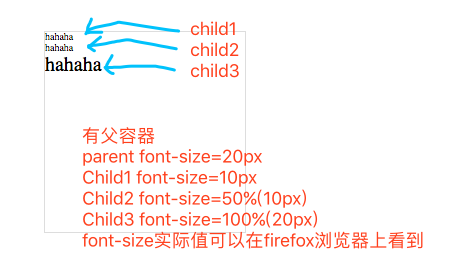 hahaha
child1
hahaha
child2
hahaha
child3
有父容器
parent font-size=20px
Child1 font-size=10px
Child2 font-size=50%(10px)
Child3 font-size=100%(20px)
font-size实际值可以在firefox浏览器上看到